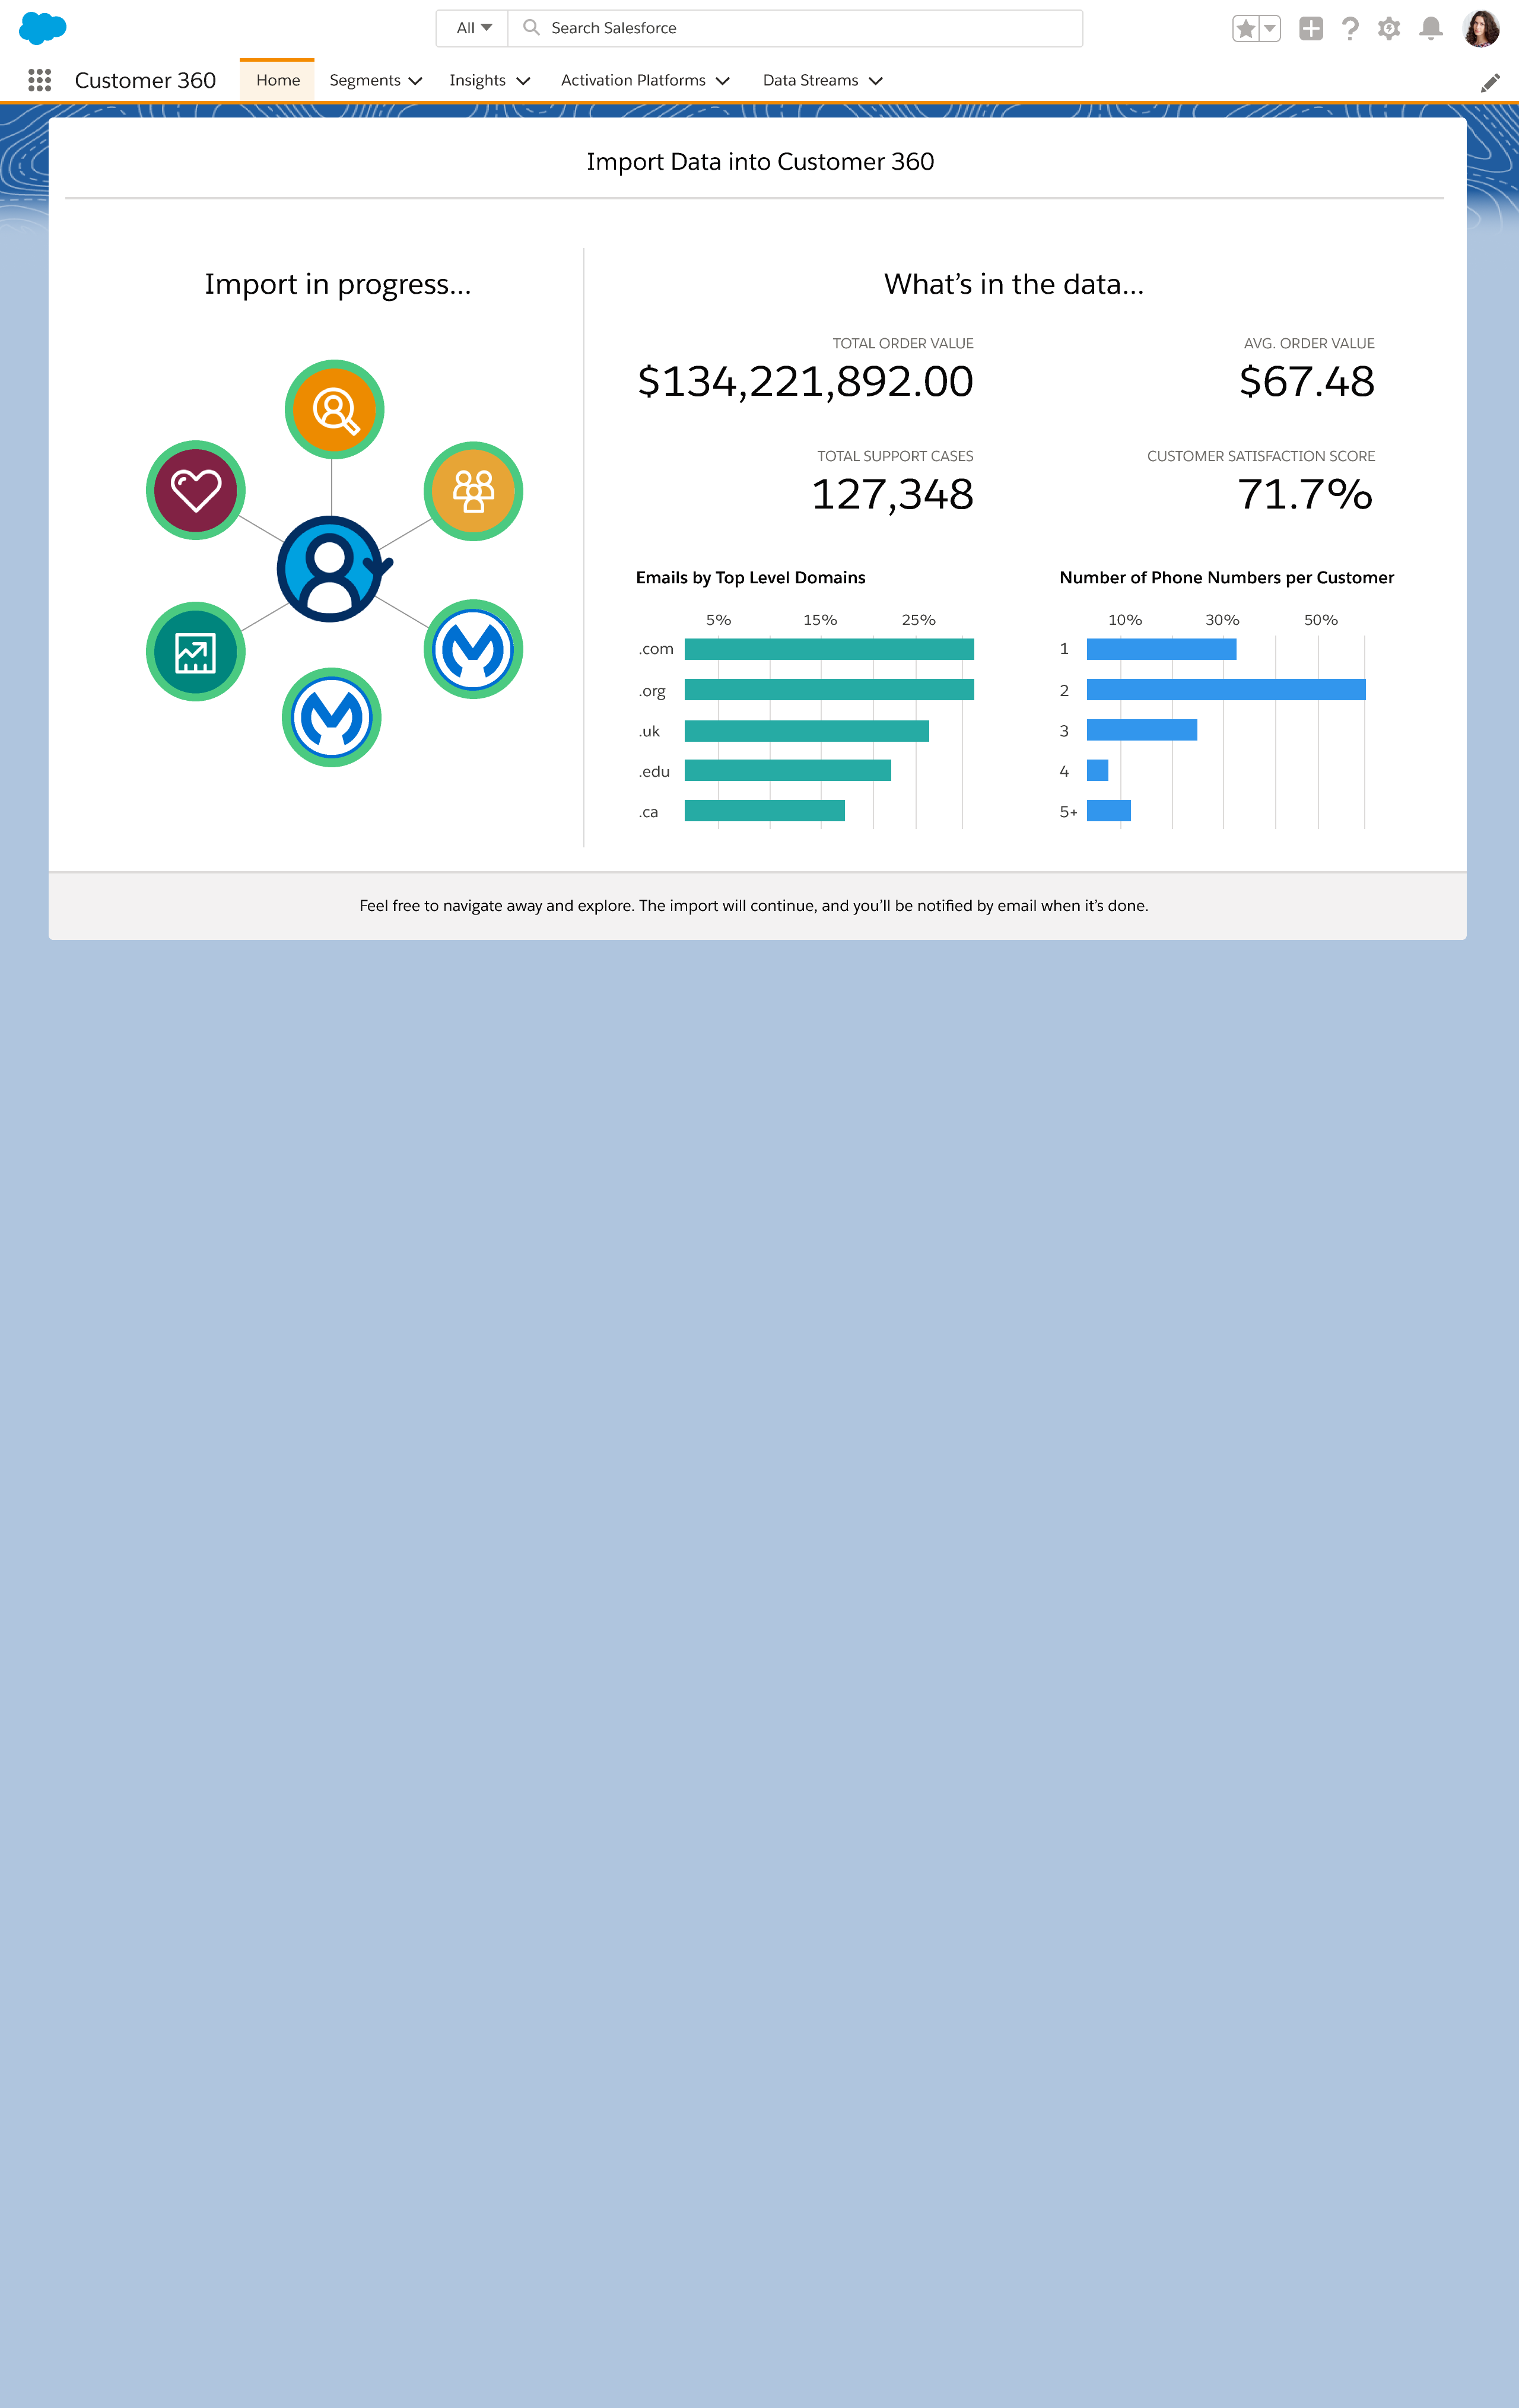 All
Search Salesforce
Customer 360
Home
Segments
Insights
Activation Platforms
Data Streams
Import Data into Customer 360
Import in progress...
What’s in the data...
TOTAL ORDER VALUE
$134,221,892.00
AVG. ORDER VALUE
$67.48
TOTAL SUPPORT CASES
127,348
CUSTOMER SATISFACTION SCORE
71.7%
Emails by Top Level Domains
5% 15% 25%
.com
.org
.uk
.edu
.ca
Number of Phone Numbers per Customer
10% 30% 50%
1
2
3
4
5+
Feel free to navigate away and explore. The import will continue, and you’ll be notified by email when it’s done.